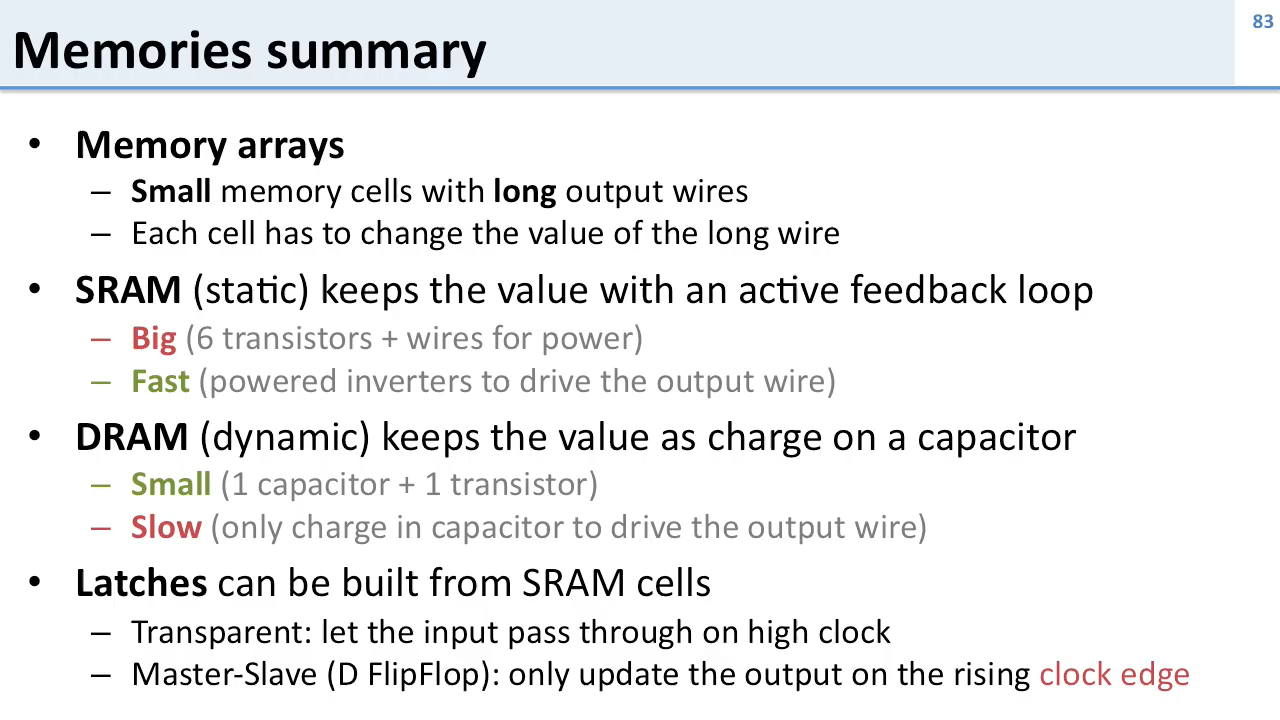 Memories summary
83
• Memory arrays
– Small memory cells with long output wires
– Each cell has to change the value of the long wire
• SRAM (static) keeps the value with an active feedback loop
– Big (6 transistors + wires for power)
– Fast (powered inverters to drive the output wire)
• DRAM (dynamic) keeps the value as charge on a capacitor
– Small (1 capacitor + 1 transistor)
– Slow (only charge in capacitor to drive the output wire)
• Latches can be built from SRAM cells
– Transparent: let the input pass through on high clock
– Master-Slave (D FlipFlop): only update the output on the rising clock edge